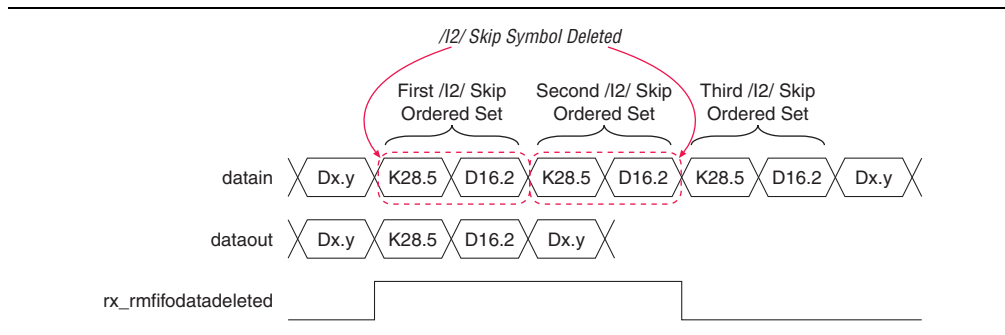 /I2/ Skip Symbol Deleted
First /I2/ Skip Ordered Set
Second /I2/ Skip Ordered Set
Third /I2/ Skip Ordered Set
datain Dx.y K28.5 D16.2 K28.5 D16.2 K28.5 D16.2 Dx.y
dataout Dx.y K28.5 D16.2 Dx.y
rx_rmfifodatadeleted